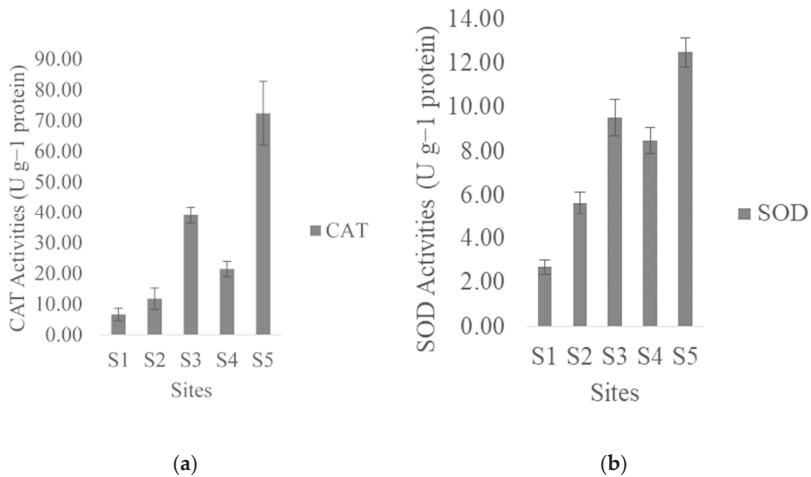 90.00
80.00
70.00
60.00
50.00
40.00
30.00
20.00
10.00
0.00
CAT Activities (U g−1 protein)
S1 S2 S3 S4 S5
Sites
CAT
(a)
14.00
12.00
10.00
8.00
6.00
4.00
2.00
0.00
SOD Activities (U g−1 protein)
S1 S2 S3 S4 S5
Sites
SOD
(b)